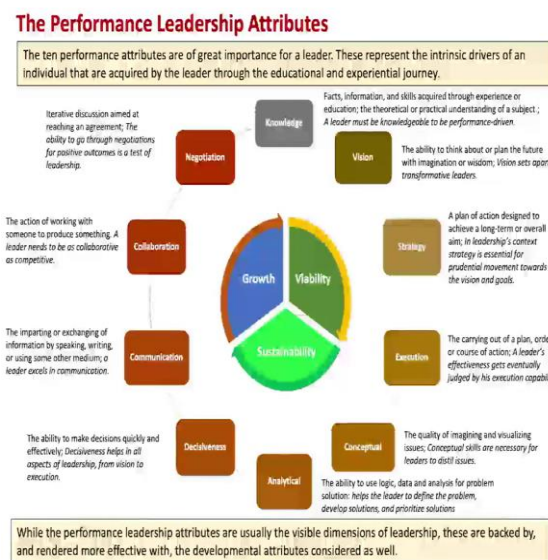 The Performance Leadership Attributes
The ten performance attributes are of great importance for a leader. These represent the intrinsic drivers of an
individual that are acquired by the leader through the educational and experiential journey.
Knowledge
Facts, information, and skills acquired through experience or
education; the theoretical or practical understanding of a subject ;
A leader must be knowledgeable to be performance-driven.
Vision
The ability to think about or plan the future
with imagination or wisdom; Vision sets
transformative leaders.
Strategy
A plan of action designed to
achieve a long-term or overall
aim; In leadership's context
strategy is essential for
prudential movement towards
the vision and goals.
Execution
The carrying out of a plan,
or course of action; A leader's
effectiveness gets eventually
judged by his execution
Conceptual
The quality of imagining and visualizing
issues; Conceptual skills are necessary for
leaders to distil issues.
Analytical
The ability to use logic, data and analysis for problem
solution: helps the leader to define the problem,
develop solutions, and prioritize solutions
Decisiveness
The ability to make decisions quickly and
effectively; Decisiveness helps in all
aspects of leadership, from vision to
execution.
Communication
The imparting or exchanging of
information by speaking, writing,
or using some other medium; a
leader excels in communication.
Collaboration
The action of working with
someone to produce something. A
leader needs to be as collaborative
as competitive.
Negotiation
Iterative discussion aimed at
reaching an agreement; The
ability to go through negotiations
for positive outcomes is a test of
leadership.
Growth
Viability
Sustainability
While the performance leadership attributes are usually the visible dimensions of leadership, these are backed by,
and rendered more effective with, the developmental attributes considered as well.